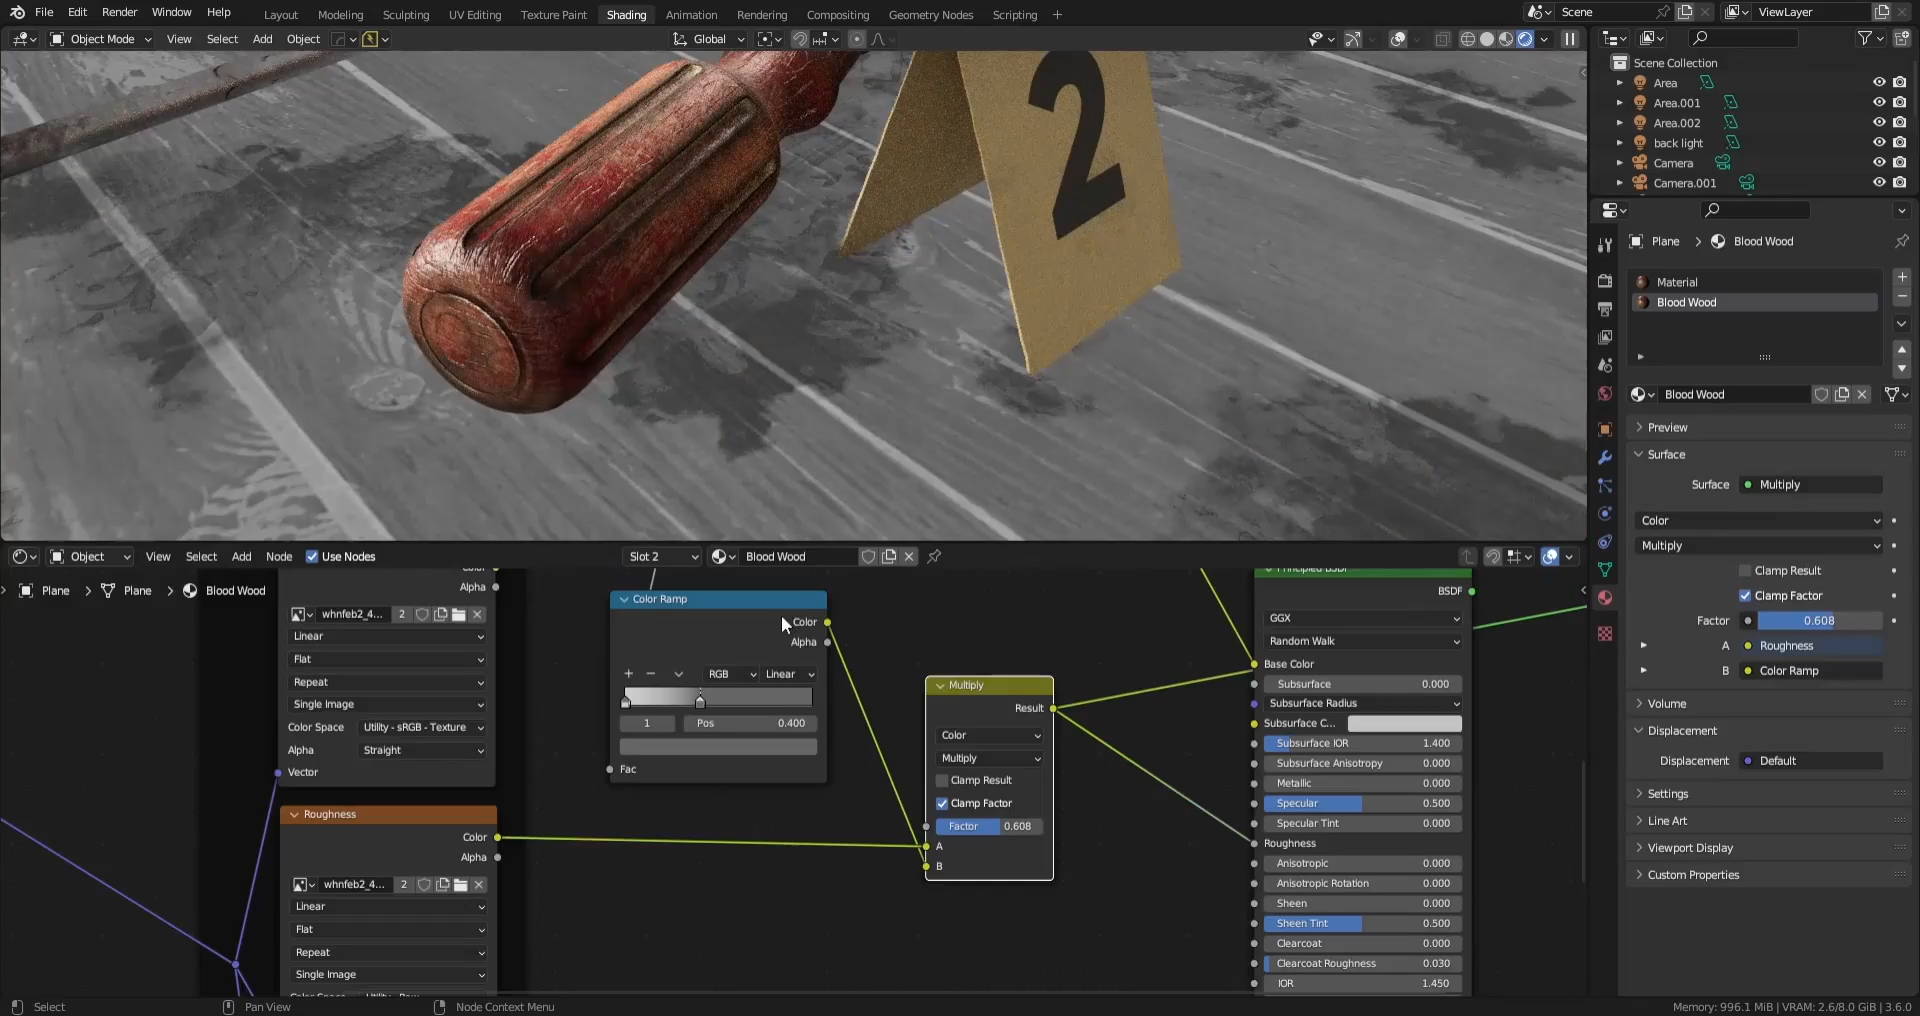 File Edit Render Window Help Layout Modeling Sculpting UV Editing Texture Paint Shading Animation Rendering Compositing Geometry Nodes Scripting + Scene ViewLayer
Object Mode View Select Add Object Global
2
Scene Collection
Area
Area.001
Area.002
back light
Camera
Camera.001
Plane > Blood Wood
Material
Blood Wood
Blood Wood
Preview
Surface
Surface Multiply
Color
Multiply
Clamp Result
Clamp Factor
Factor 0.608
A Roughness
B Color Ramp
Volume
Displacement
Displacement Default
Settings
Line Art
Viewport Display
Custom Properties
Object View Select Add Node Use Nodes Slot 2 Blood Wood
Plane > Plane > Blood Wood
Alpha
whnfeb2_4... 2
Linear
Flat
Repeat
Single Image
Color Space Utility - sRGB - Texture
Alpha Straight
Vector
Roughness
Color
Alpha
whnfeb2_4... 2
Linear
Flat
Repeat
Single Image
Color Ramp
Color
Alpha
+ − RGB Linear
1 Pos 0.400
Fac
Multiply
Result
Color
Multiply
Clamp Result
Clamp Factor
Factor 0.608
A
B
Principled BSDF
BSDF
GGX
Random Walk
Base Color
Subsurface 0.000
Subsurface Radius
Subsurface C...
Subsurface IOR 1.400
Subsurface Anisotropy 0.000
Metallic 0.000
Specular 0.500
Specular Tint 0.000
Roughness
Anisotropic 0.000
Anisotropic Rotation 0.000
Sheen 0.000
Sheen Tint 0.500
Clearcoat 0.000
Clearcoat Roughness 0.030
IOR 1.450
Select Pan View Node Context Menu Memory: 996.1 MiB | VRAM: 2.6/8.0 GiB | 3.6.0